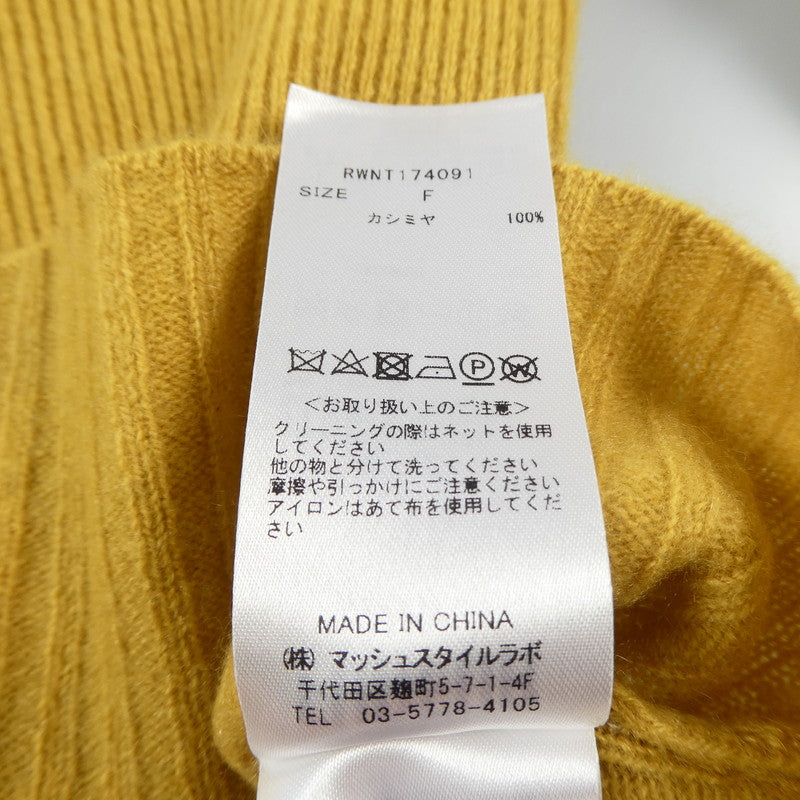 RWNT174091
SIZE F
カシミヤ 100%
P W
<お取り扱い上のご注意>
クリーニングの際はネットを使用
してください
他の物と分けて洗ってください
摩擦や引っかけにご注意ください
アイロンはあて布を使用してくだ
さい
MADE IN CHINA
(株) マッシュスタイルラボ
千代田区麹町5-7-1-4F
TEL 03-5778-4105